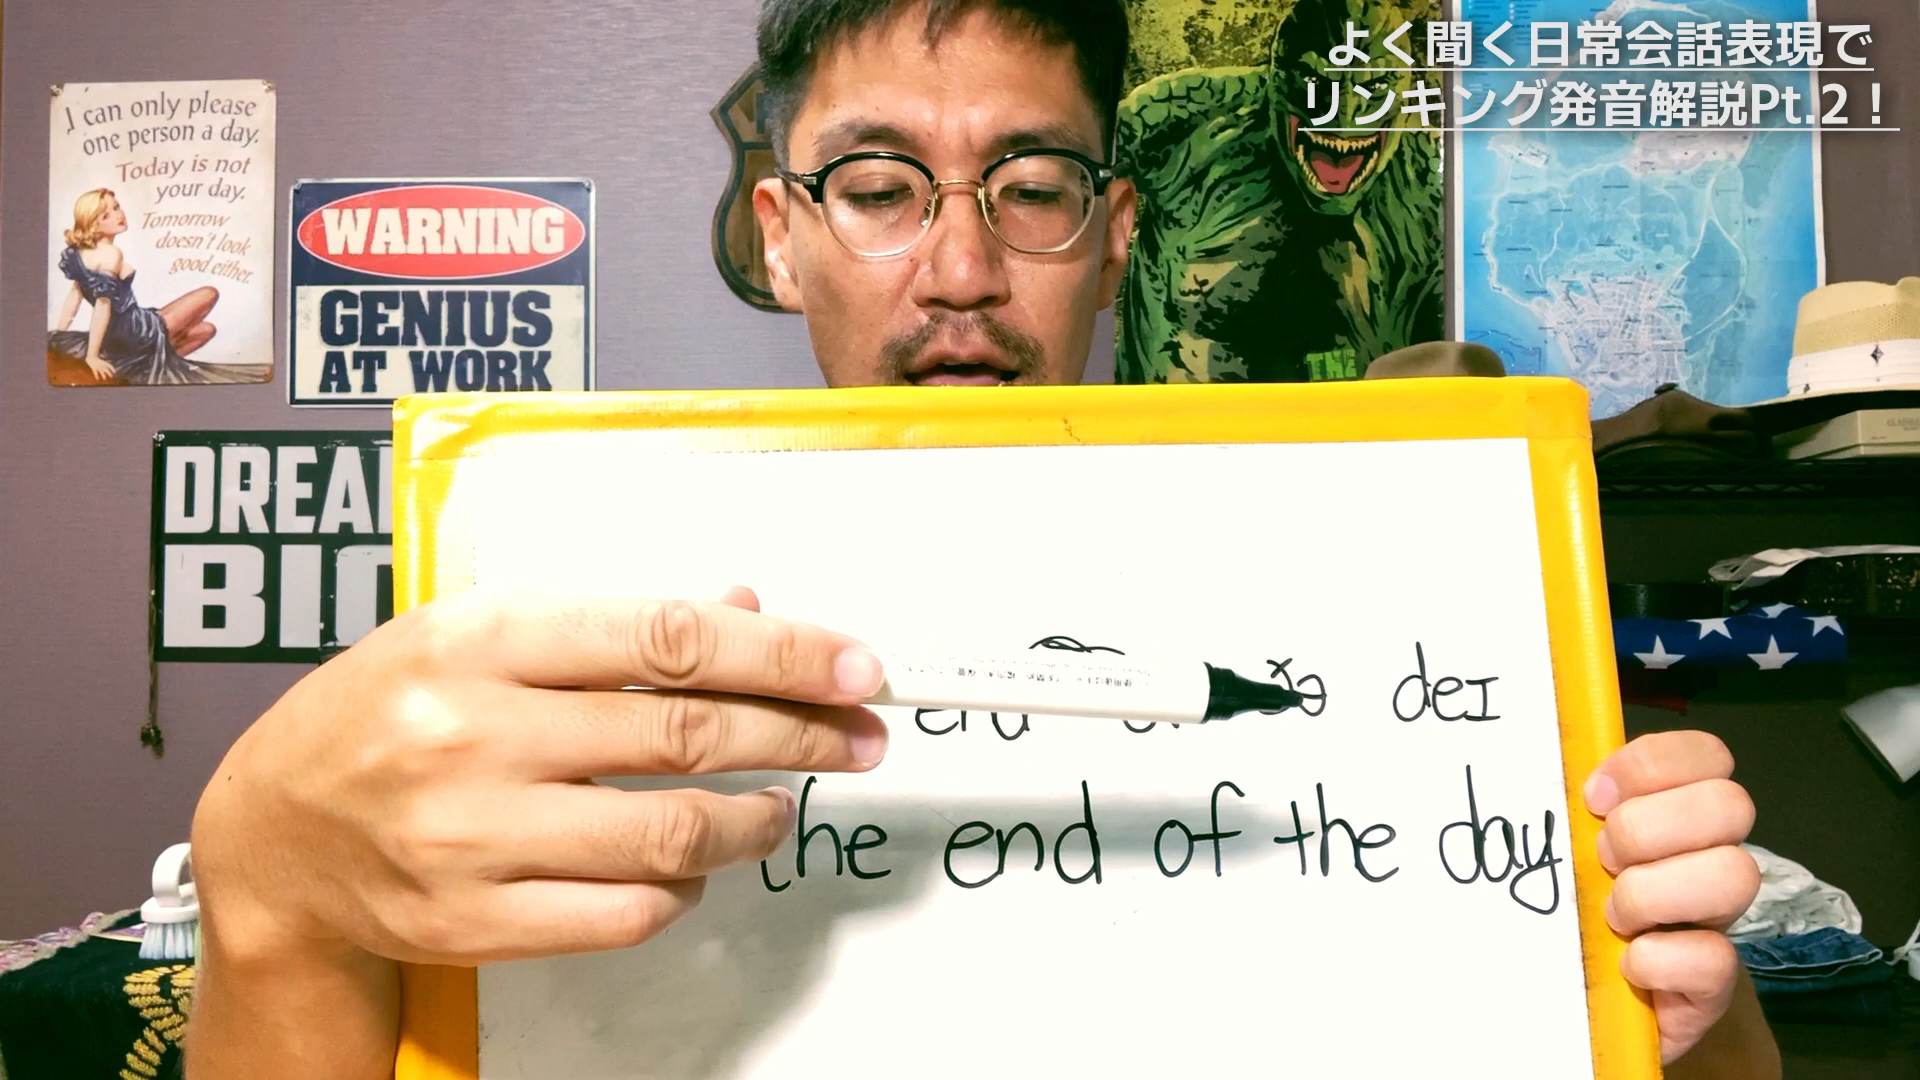 よく聞く日常会話表現で
リンキング発音解説Pt.2！
I can only please
one person a day.
Today is not
your day.
Tomorrow
doesn't look
good either.
WARNING
GENIUS
AT WORK
DREA
BI
THE
deɪ
the end of the day